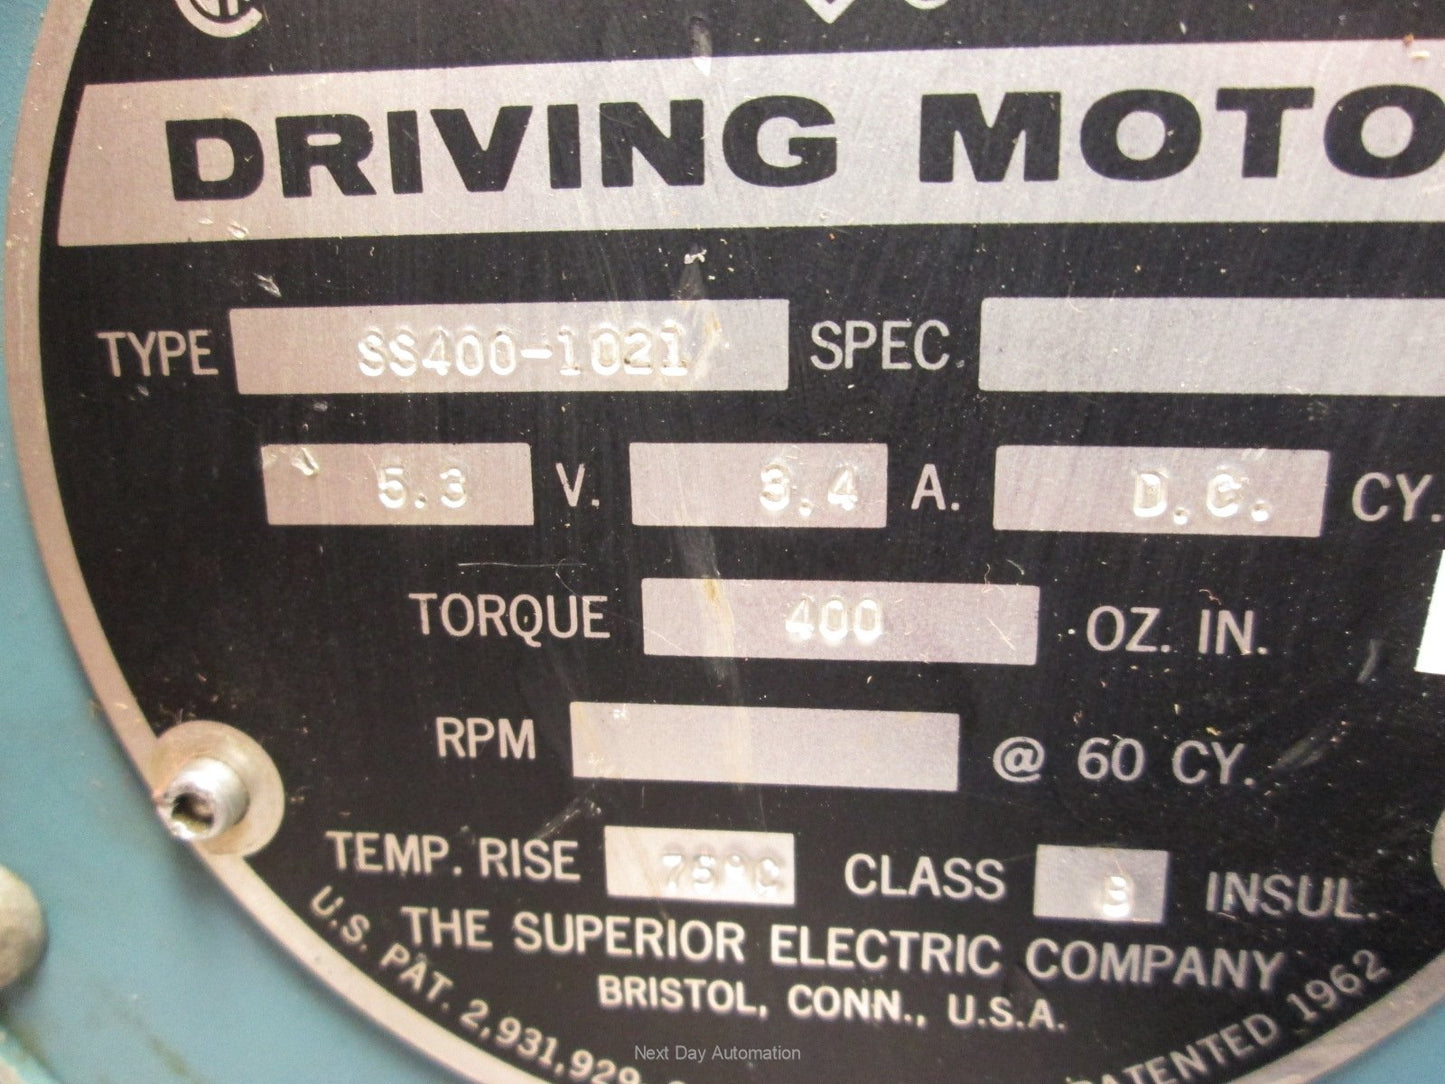 DRIVING MOTO
TYPE SS400-1021 SPEC.
5.3 V. 3.4 A. D.C. CY.
TORQUE 400 OZ. IN.
RPM @ 60 CY.
TEMP. RISE 75°C CLASS B INSUL.
THE SUPERIOR ELECTRIC COMPANY
BRISTOL, CONN., U.S.A.
U.S. PAT. 2,931,929
PATENTED 1962
Next Day Automation